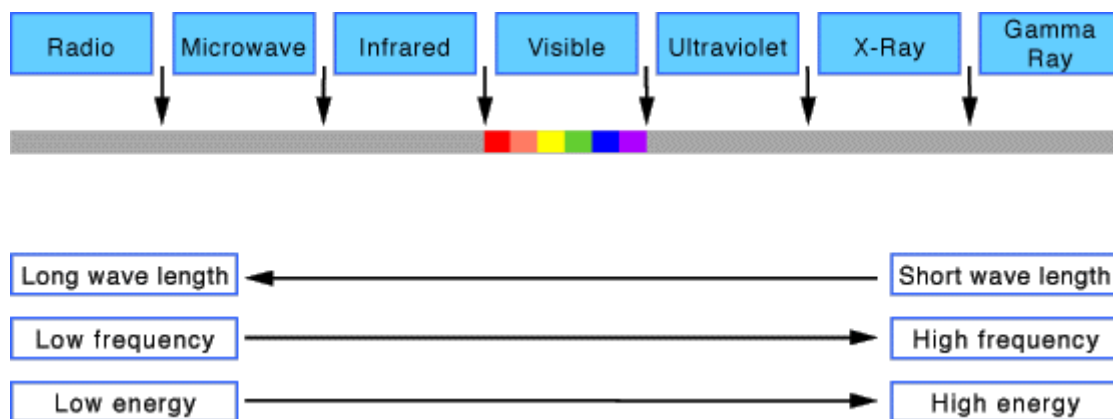 Radio
Microwave
Infrared
Visible
Ultraviolet
X-Ray
Gamma
Ray
Long wave length
Short wave length
Low frequency
High frequency
Low energy
High energy